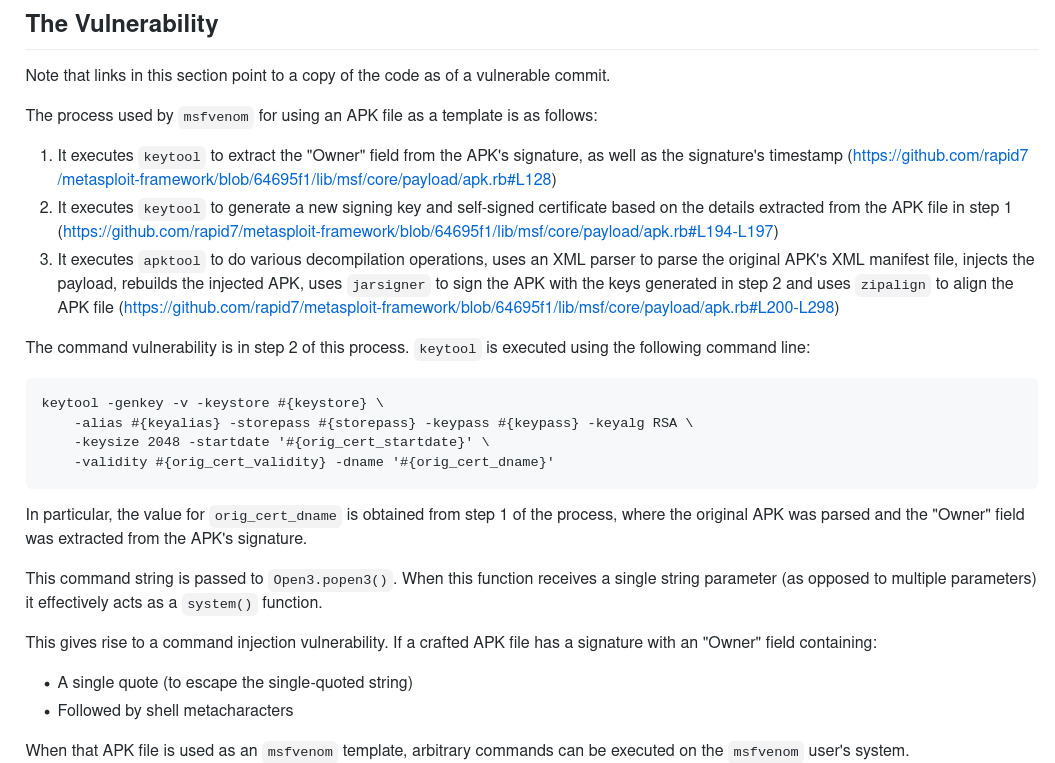 The Vulnerability
Note that links in this section point to a copy of the code as of a vulnerable commit.
The process used by msfvenom for using an APK file as a template is as follows:
1. It executes keytool to extract the "Owner" field from the APK's signature, as well as the signature's timestamp (https://github.com/rapid7
/metasploit-framework/blob/64695f1/lib/msf/core/payload/apk.rb#L128)
2. It executes keytool to generate a new signing key and self-signed certificate based on the details extracted from the APK file in step 1
(https://github.com/rapid7/metasploit-framework/blob/64695f1/lib/msf/core/payload/apk.rb#L194-L197)
3. It executes apktool to do various decompilation operations, uses an XML parser to parse the original APK's XML manifest file, injects the
payload, rebuilds the injected APK, uses jarsigner to sign the APK with the keys generated in step 2 and uses zipalign to align the
APK file (https://github.com/rapid7/metasploit-framework/blob/64695f1/lib/msf/core/payload/apk.rb#L200-L298)
The command vulnerability is in step 2 of this process. keytool is executed using the following command line:
keytool -genkey -v -keystore #{keystore} \
    -alias #{keyalias} -storepass #{storepass} -keypass #{keypass} -keyalg RSA \
    -keysize 2048 -startdate '#{orig_cert_startdate}' \
    -validity #{orig_cert_validity} -dname '#{orig_cert_dname}'
In particular, the value for orig_cert_dname is obtained from step 1 of the process, where the original APK was parsed and the "Owner" field
was extracted from the APK's signature.
This command string is passed to Open3.popen3(). When this function receives a single string parameter (as opposed to multiple parameters)
it effectively acts as a system() function.
This gives rise to a command injection vulnerability. If a crafted APK file has a signature with an "Owner" field containing:
• A single quote (to escape the single-quoted string)
• Followed by shell metacharacters
When that APK file is used as an msfvenom template, arbitrary commands can be executed on the msfvenom user's system.